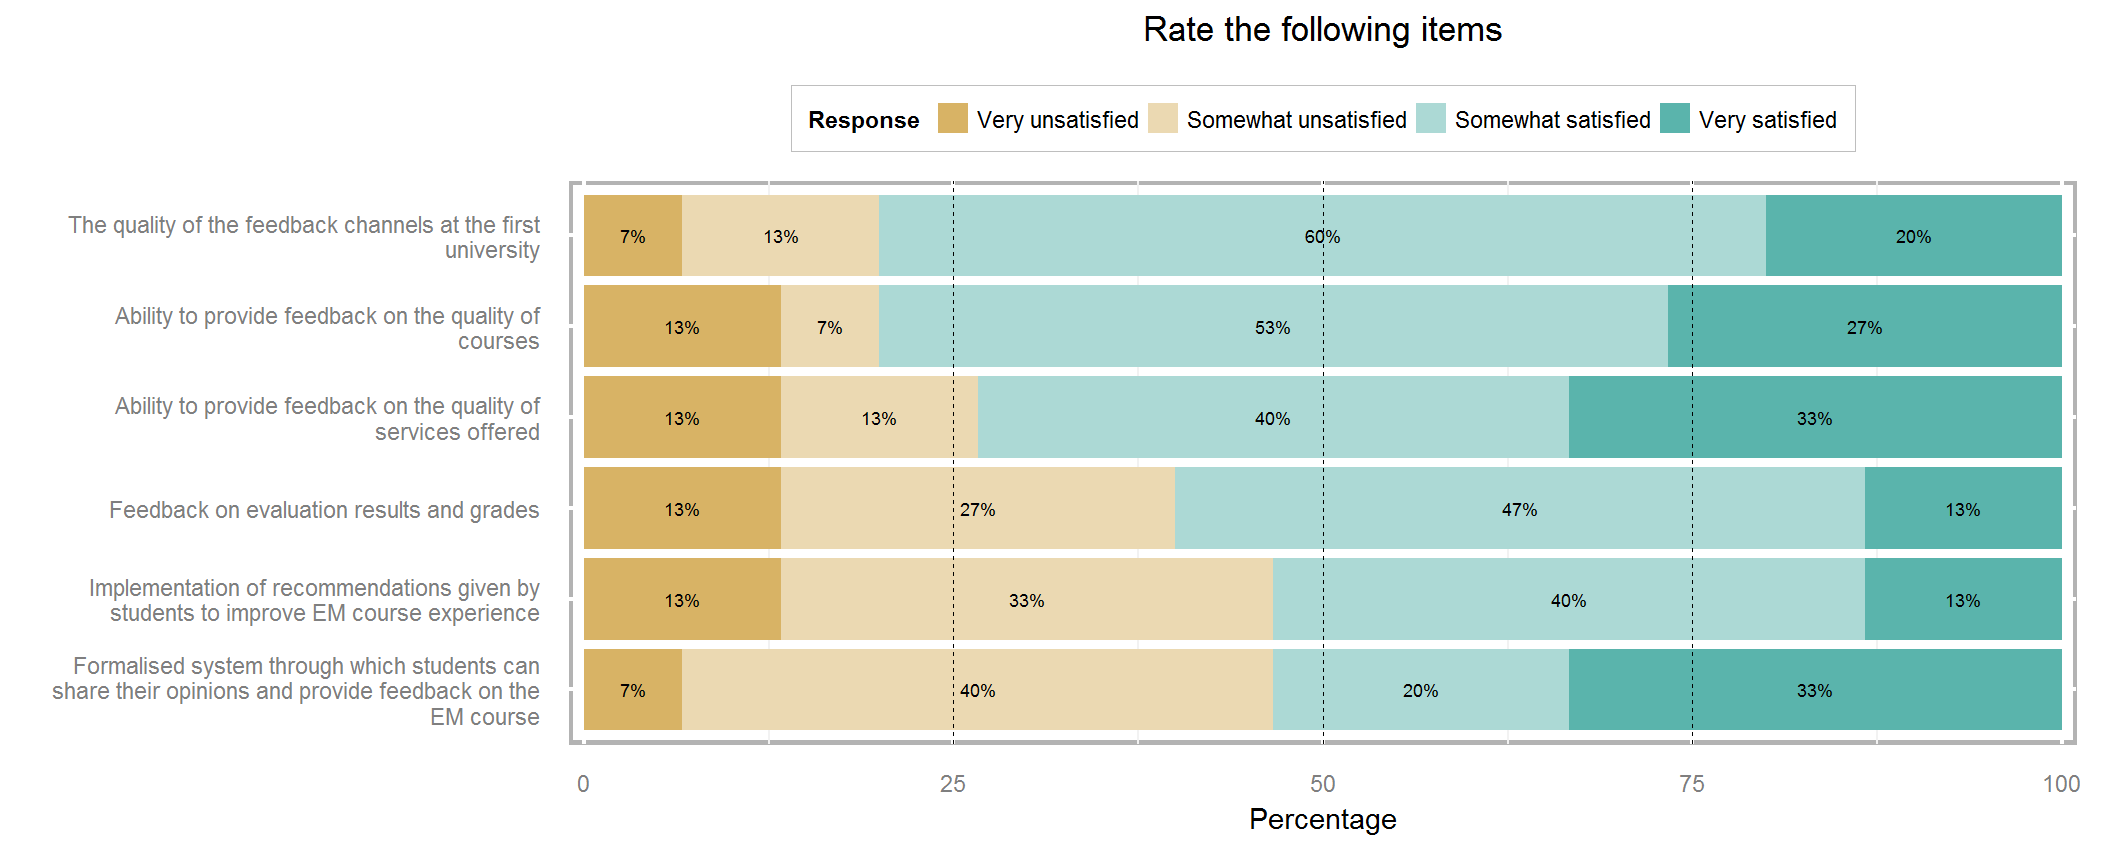 Rate the following items
Response Very unsatisfied Somewhat unsatisfied Somewhat satisfied Very satisfied
The quality of the feedback channels at the first
university
7% 13% 60% 20%
Ability to provide feedback on the quality of
courses
13% 7% 53% 27%
Ability to provide feedback on the quality of
services offered
13% 13% 40% 33%
Feedback on evaluation results and grades
13% 27% 47% 13%
Implementation of recommendations given by
students to improve EM course experience
13% 33% 40% 13%
Formalised system through which students can
share their opinions and provide feedback on the
EM course
7% 40% 20% 33%
0 25 50 75 100
Percentage